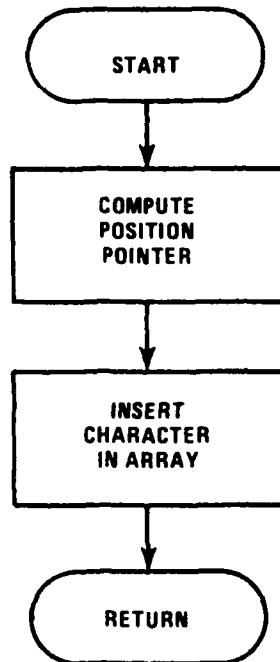 START
COMPUTE
POSITION
POINTER
INSERT
CHARACTER
IN ARRAY
RETURN